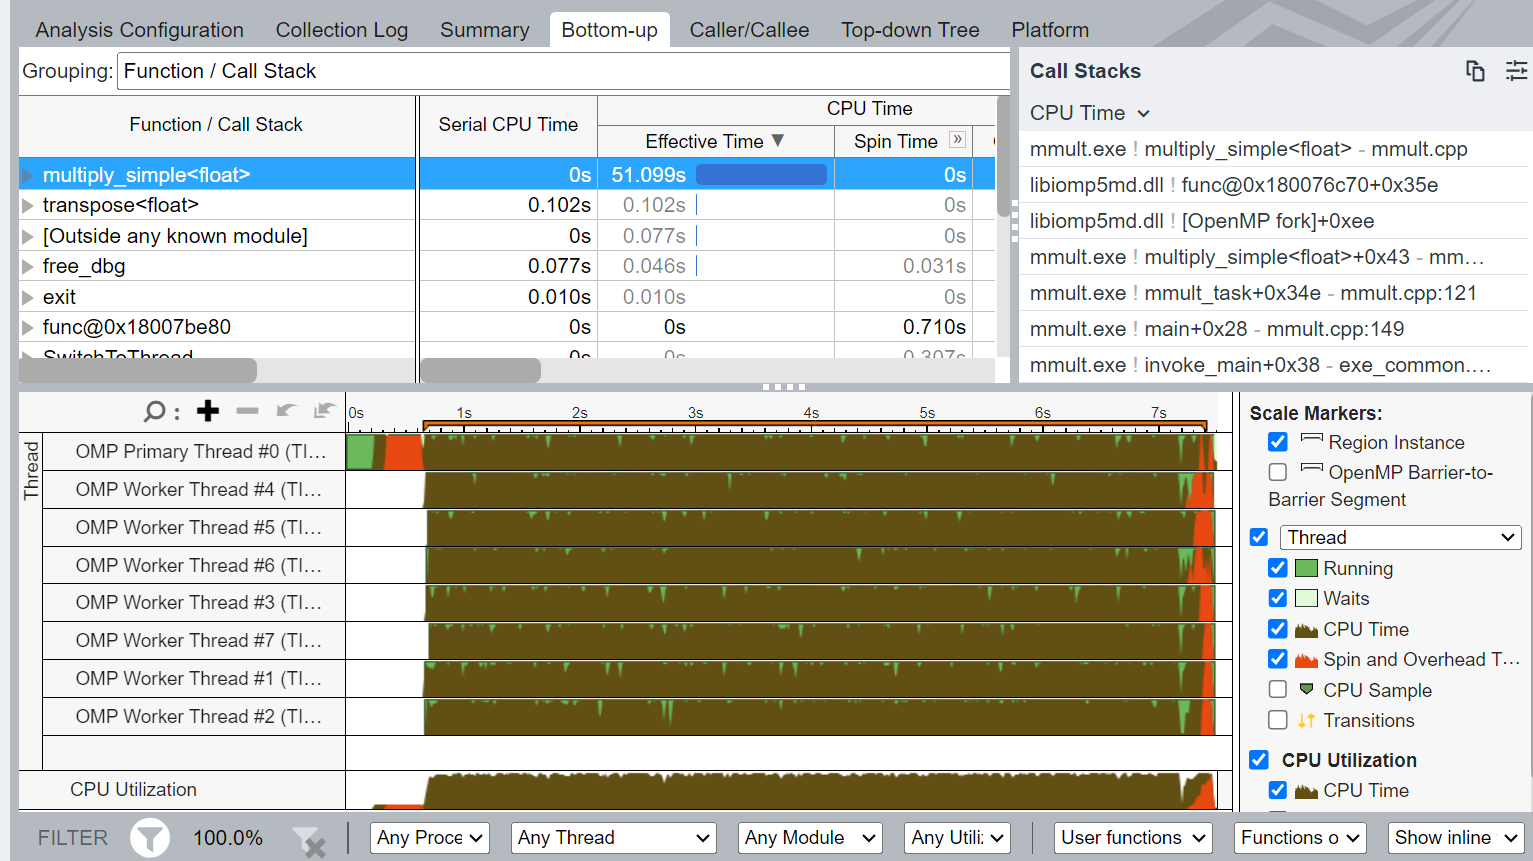 Analysis Configuration Collection Log Summary Bottom-up Caller/Callee Top-down Tree Platform
Grouping: Function / Call Stack
Function / Call Stack Serial CPU Time CPU Time
Effective Time Spin Time »
multiply_simple<float> 0s 51.099s 0s
transpose<float> 0.102s 0.102s 0s
[Outside any known module] 0s 0.077s 0s
free_dbg 0.077s 0.046s 0.031s
exit 0.010s 0.010s 0s
func@0x18007be80 0s 0s 0.710s
SwitchToThread 0s 0s 0.307s
Call Stacks
CPU Time
mmult.exe ! multiply_simple<float> - mmult.cpp
libiomp5md.dll ! func@0x180076c70+0x35e
libiomp5md.dll ! [OpenMP fork]+0xee
mmult.exe ! multiply_simple<float>+0x43 - mm…
mmult.exe ! mmult_task+0x34e - mmult.cpp:121
mmult.exe ! main+0x28 - mmult.cpp:149
mmult.exe ! invoke_main+0x38 - exe_common.…
0s 1s 2s 3s 4s 5s 6s 7s
Thread
OMP Primary Thread #0 (TI…
OMP Worker Thread #4 (TI…
OMP Worker Thread #5 (TI…
OMP Worker Thread #6 (TI…
OMP Worker Thread #3 (TI…
OMP Worker Thread #7 (TI…
OMP Worker Thread #1 (TI…
OMP Worker Thread #2 (TI…
CPU Utilization
Scale Markers:
Region Instance
OpenMP Barrier-to-
Barrier Segment
Thread
Running
Waits
CPU Time
Spin and Overhead T…
CPU Sample
Transitions
CPU Utilization
CPU Time
FILTER 100.0% Any Proce Any Thread Any Module Any Utili User functions Functions o Show inline